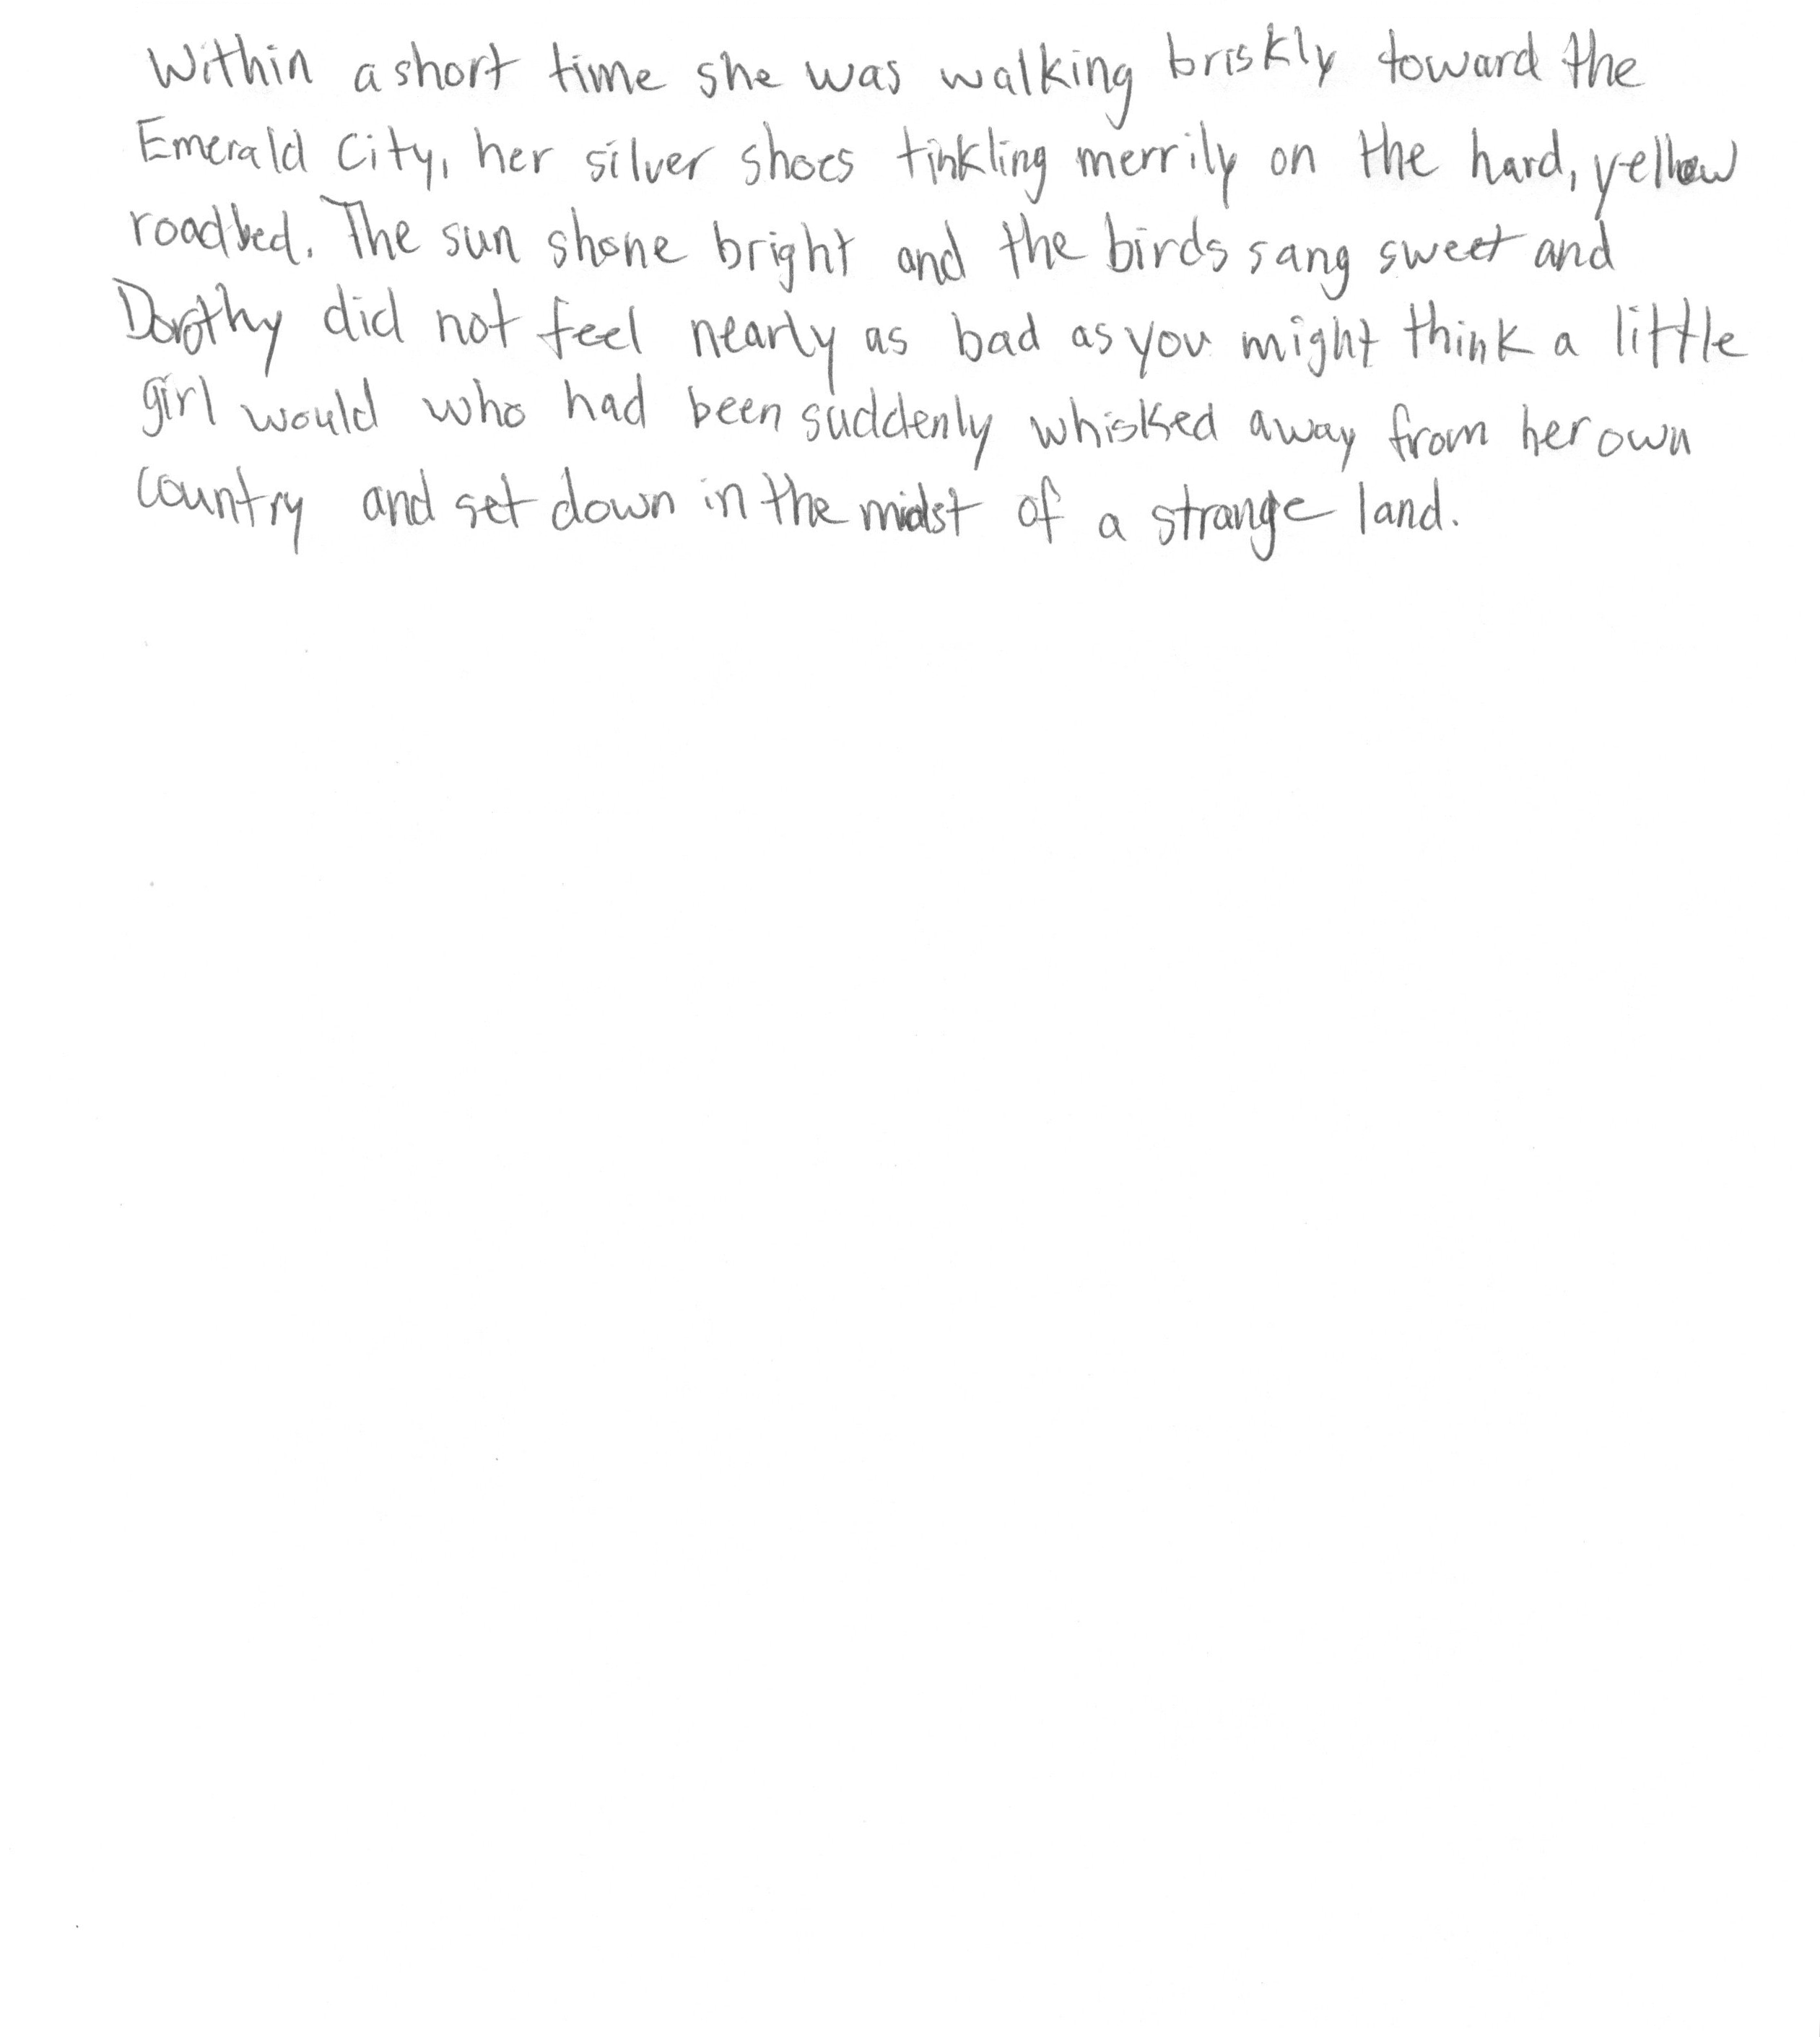 Within a short time she was walking briskly toward the
Emerald City, her silver shoes tinkling merrily on the hard, yellow
roadbed. The sun shone bright and the birds sang sweet and
Dorothy did not feel nearly as bad as you might think a little
girl would who had been suddenly whisked away from her own
country and set down in the midst of a strange land.